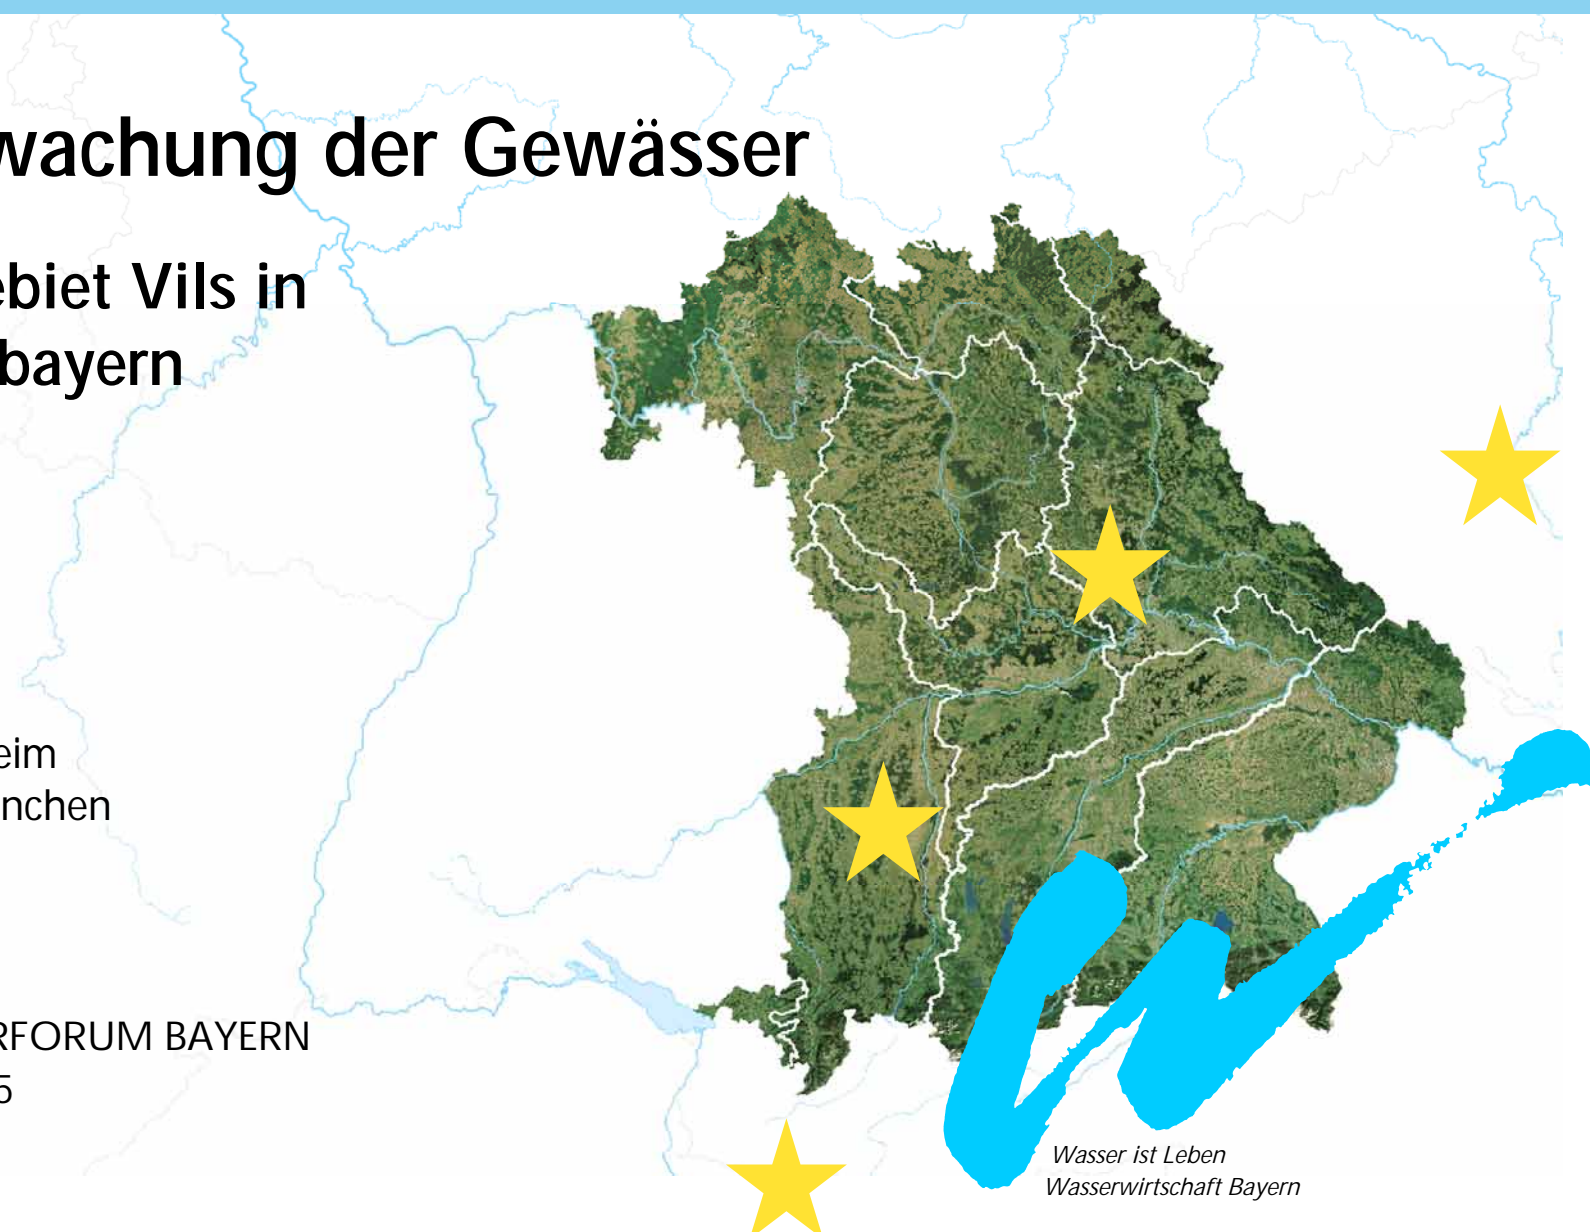 wachung der Gewässer
ebiet Vils in
bayern
eim
nchen
RFORUM BAYERN
5
Wasser ist Leben
Wasserwirtschaft Bayern